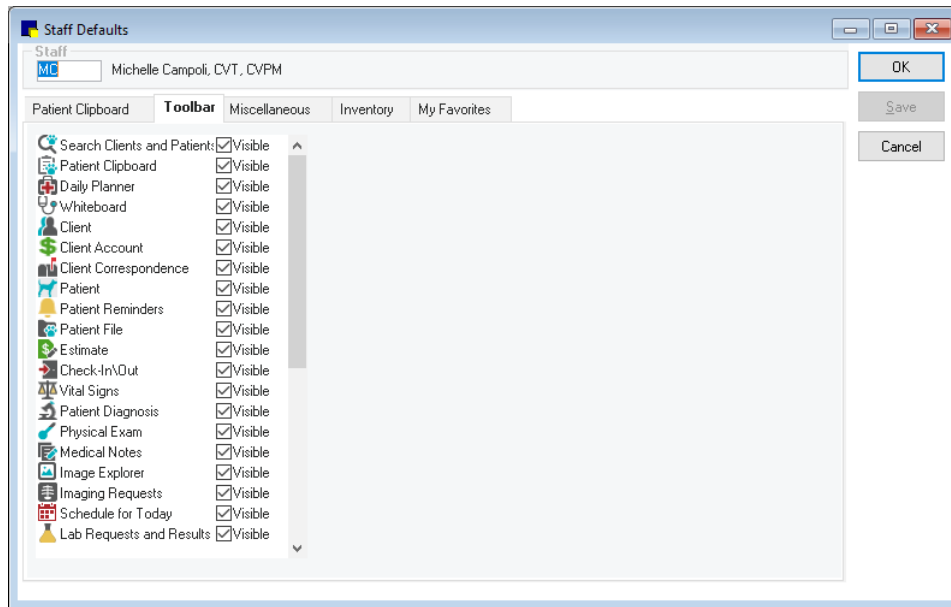 Staff Defaults
Staff
MC Michelle Campoli, CVT, CVPM
OK
Save
Cancel
Patient Clipboard Toolbar Miscellaneous Inventory My Favorites
Search Clients and Patients Visible
Patient Clipboard Visible
Daily Planner Visible
Whiteboard Visible
Client Visible
Client Account Visible
Client Correspondence Visible
Patient Visible
Patient Reminders Visible
Patient File Visible
Estimate Visible
Check-In\Out Visible
Vital Signs Visible
Patient Diagnosis Visible
Physical Exam Visible
Medical Notes Visible
Image Explorer Visible
Imaging Requests Visible
Schedule for Today Visible
Lab Requests and Results Visible